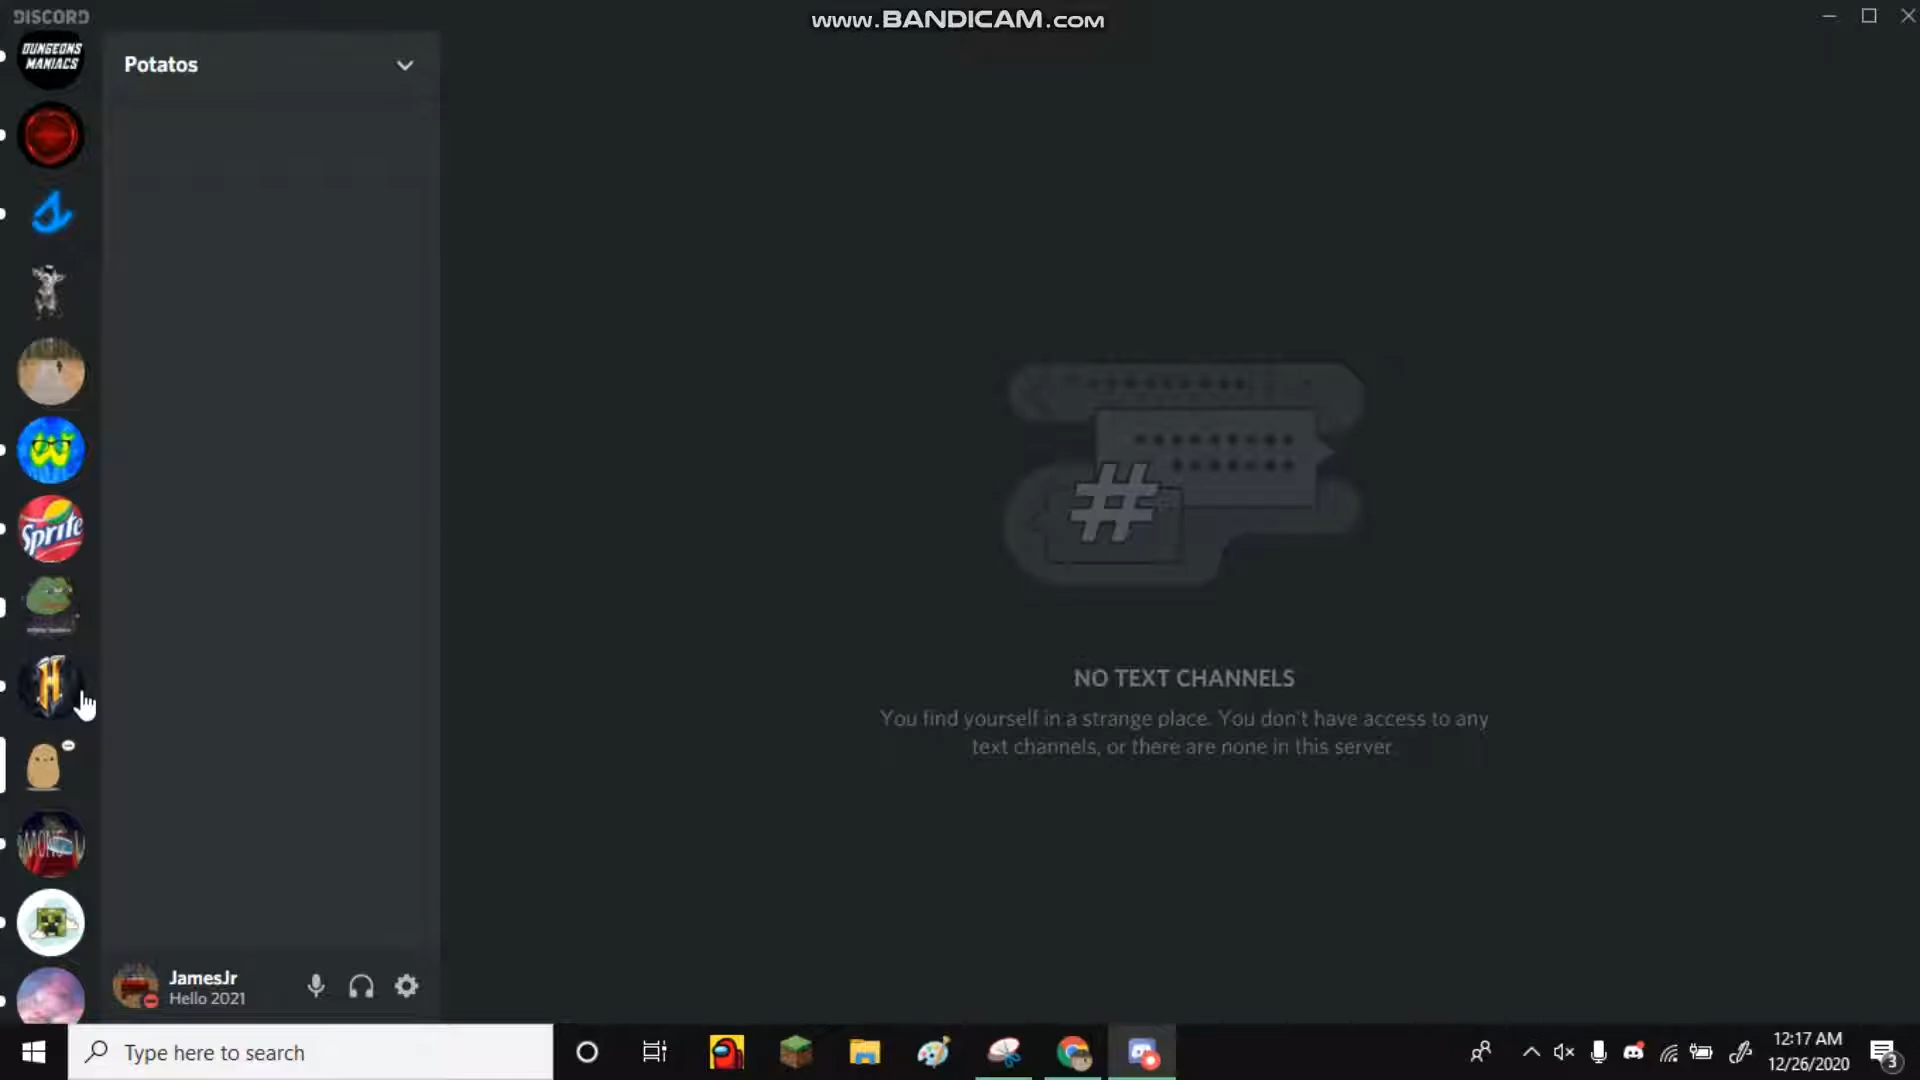 DISCORD
www.BANDICAM.com
DUNGEONS
MANIACS
Potatos
Sprite
NO TEXT CHANNELS
You find yourself in a strange place. You don't have access to any
text channels, or there are none in this server.
JamesJr
Hello 2021
Type here to search
12:17 AM
12/26/2020
3